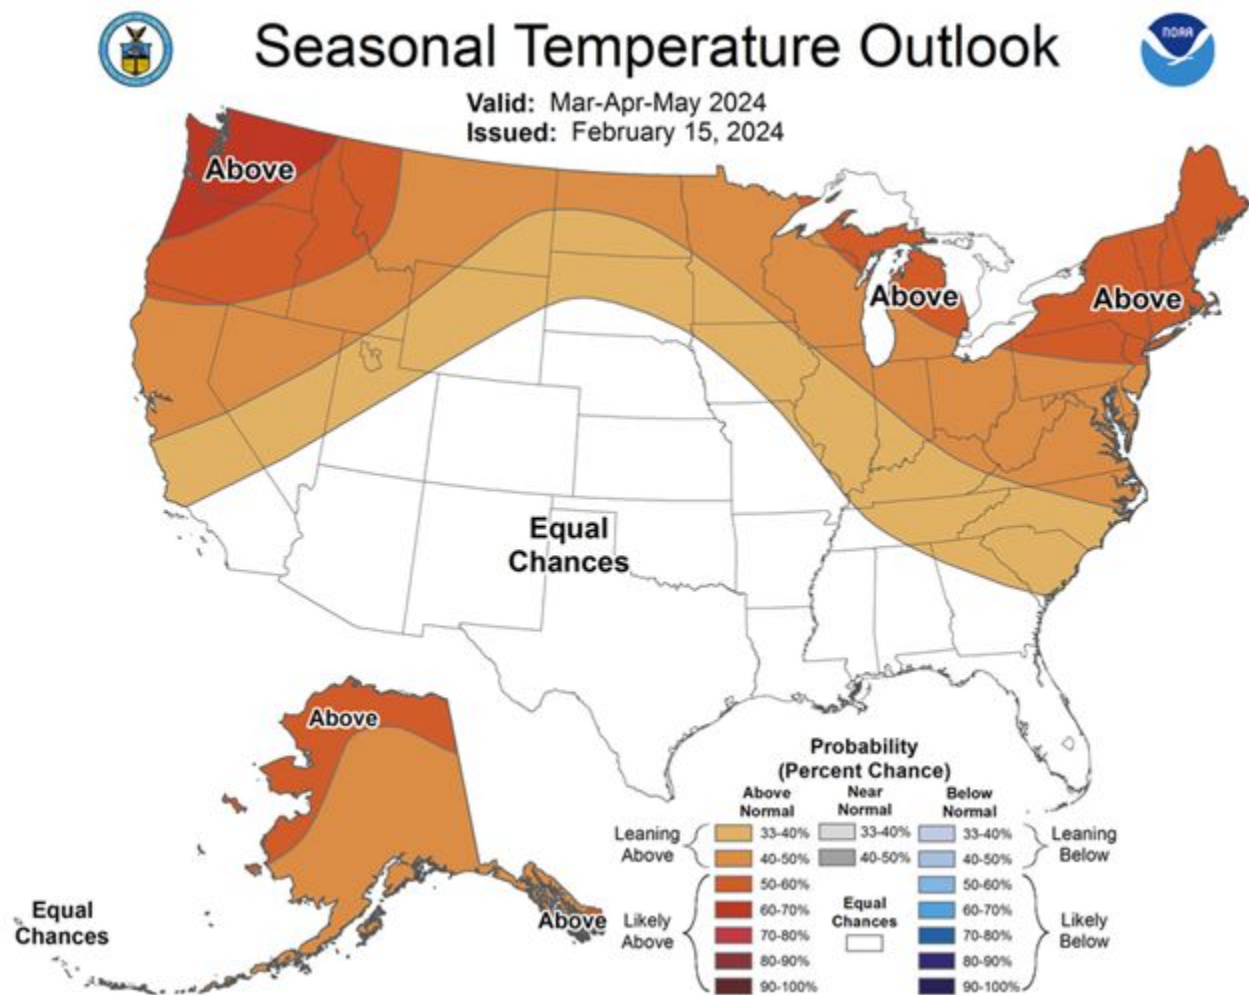 Seasonal Temperature Outlook
NOAA
Valid: Mar-Apr-May 2024
Issued: February 15, 2024
Above
Above
Above
Equal
Chances
Above
Above
Equal
Chances
Probability
(Percent Chance)
Above
Normal
Near
Normal
Below
Normal
Leaning
Above
33-40%
33-40%
33-40%
Leaning
Below
40-50%
40-50%
40-50%
Likely
Above
50-60%
50-60%
Likely
Below
60-70%
60-70%
Equal
Chances
70-80%
70-80%
80-90%
80-90%
90-100%
90-100%